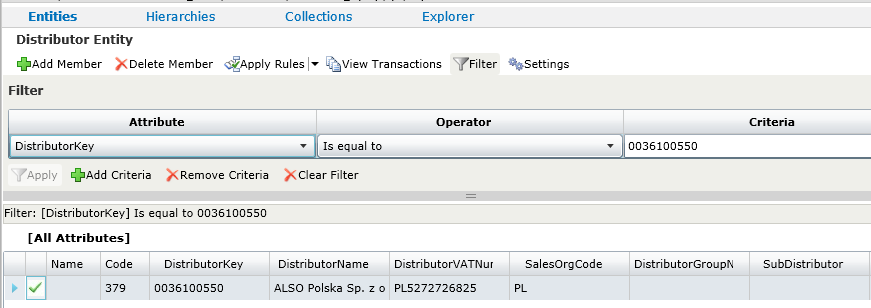 Entities Hierarchies Collections Explorer
Distributor Entity
Add Member Delete Member Apply Rules View Transactions Filter Settings
Filter
Attribute Operator Criteria
DistributorKey Is equal to 0036100550
Apply Add Criteria Remove Criteria Clear Filter
Filter: [DistributorKey] Is equal to 0036100550
[All Attributes]
Name Code DistributorKey DistributorName DistributorVATNur SalesOrgCode DistributorGroupN SubDistributor
379 0036100550 ALSO Polska Sp. z o PL5272726825 PL